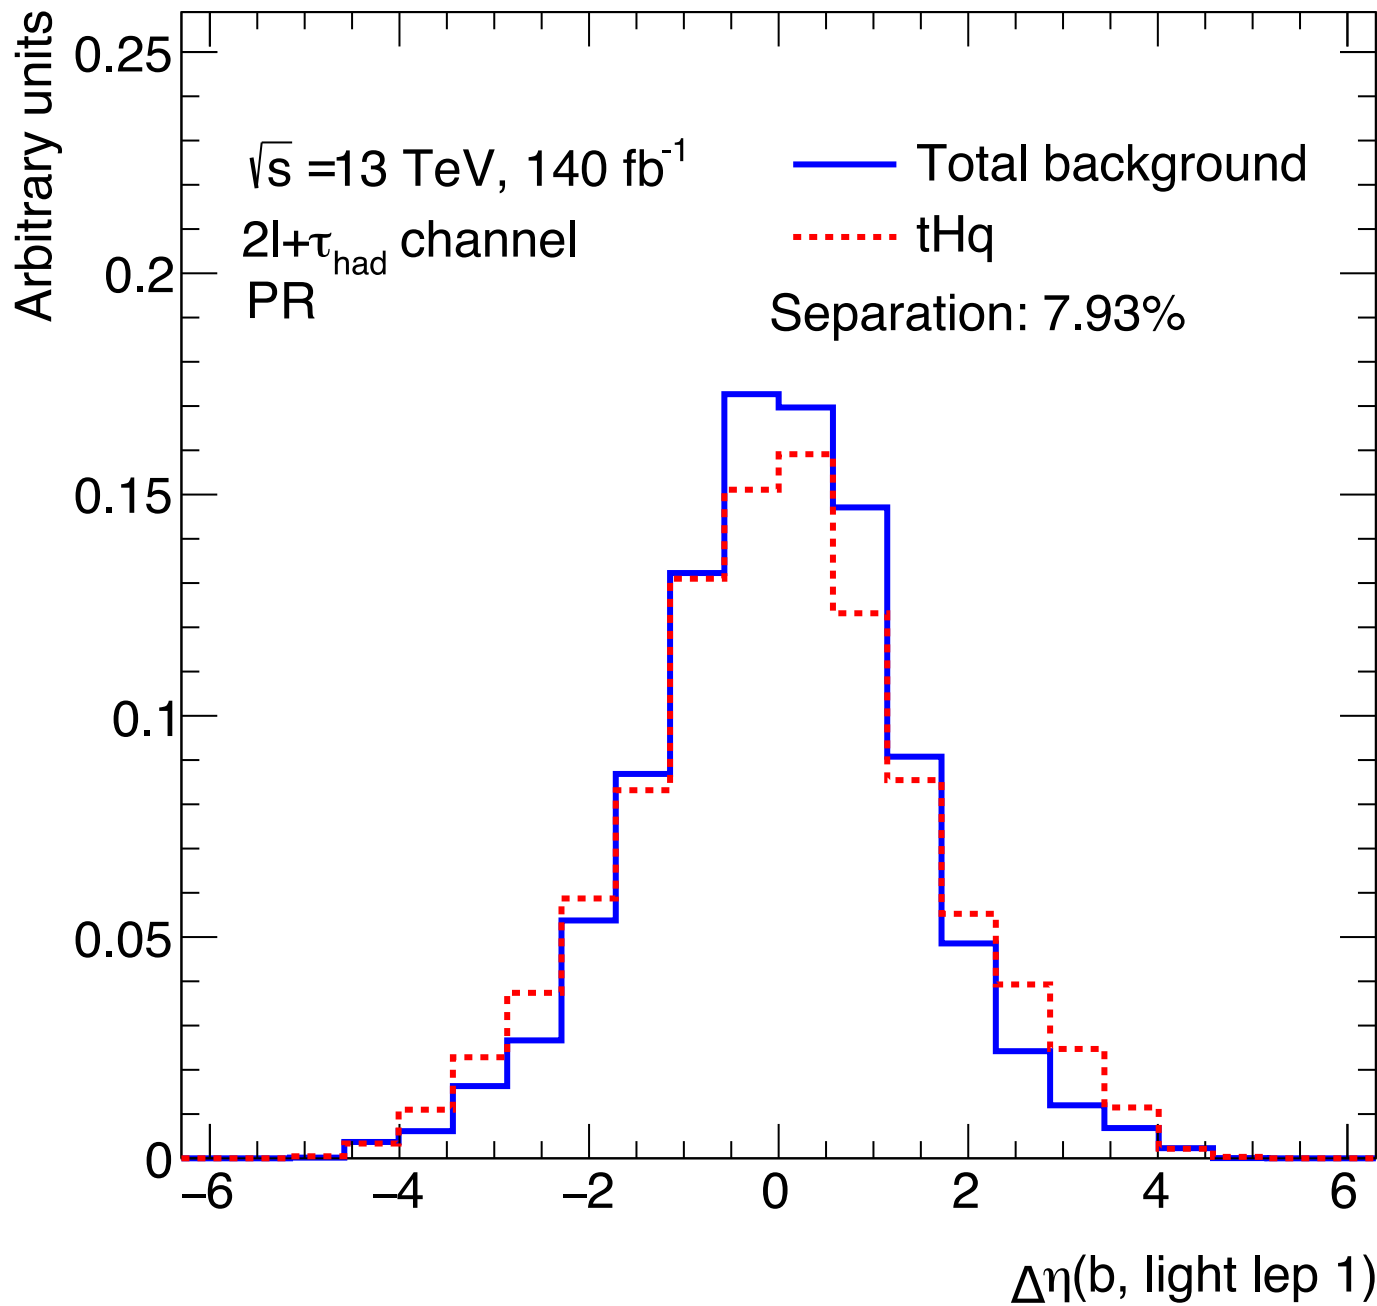 Arbitrary units
0.25
0.2
0.15
0.1
0.05
0
√s =13 TeV, 140 fb⁻¹
2l+τ_had channel
PR
Total background
tHq
Separation: 7.93%
−6 −4 −2 0 2 4 6
Δη(b, light lep 1)